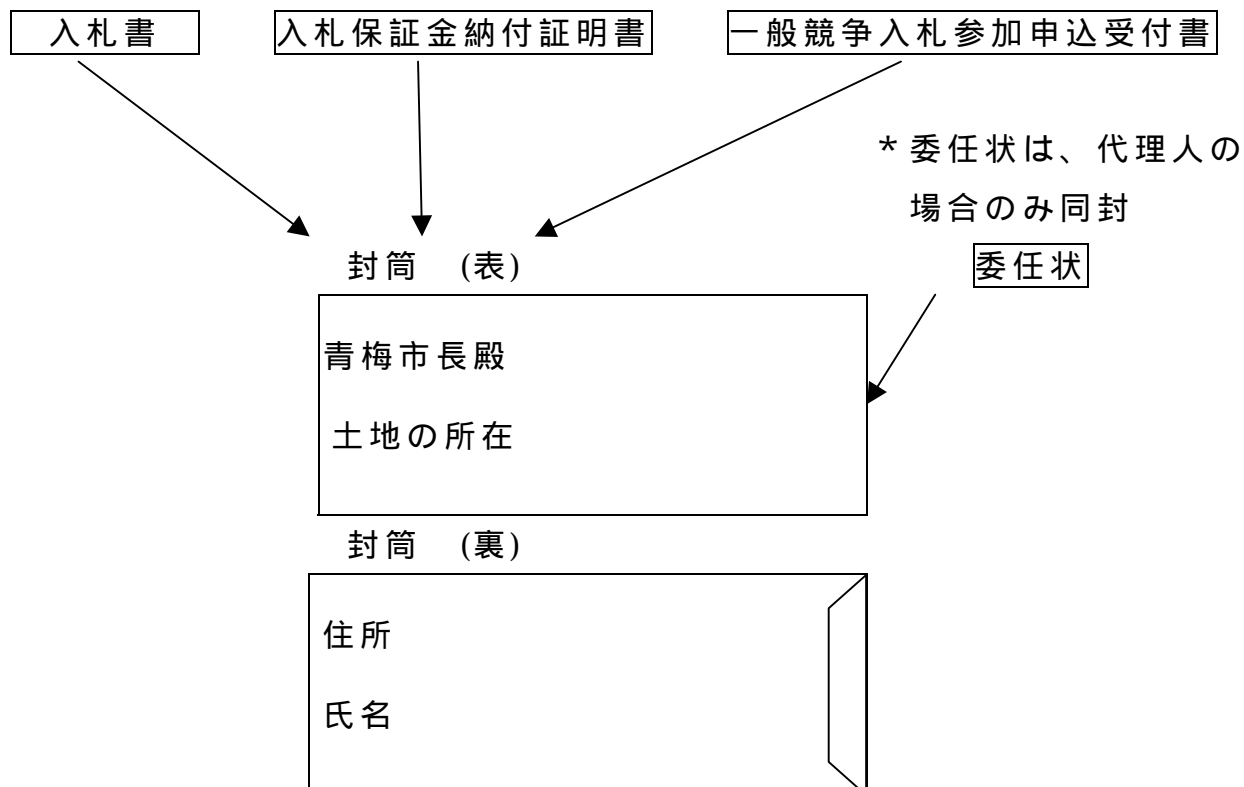 入札書
入札保証金納付証明書
一般競争入札参加申込受付書
*委任状は、代理人の
場合のみ同封
委任状
封筒 (表)
青梅市長殿
土地の所在
封筒 (裏)
住所
氏名